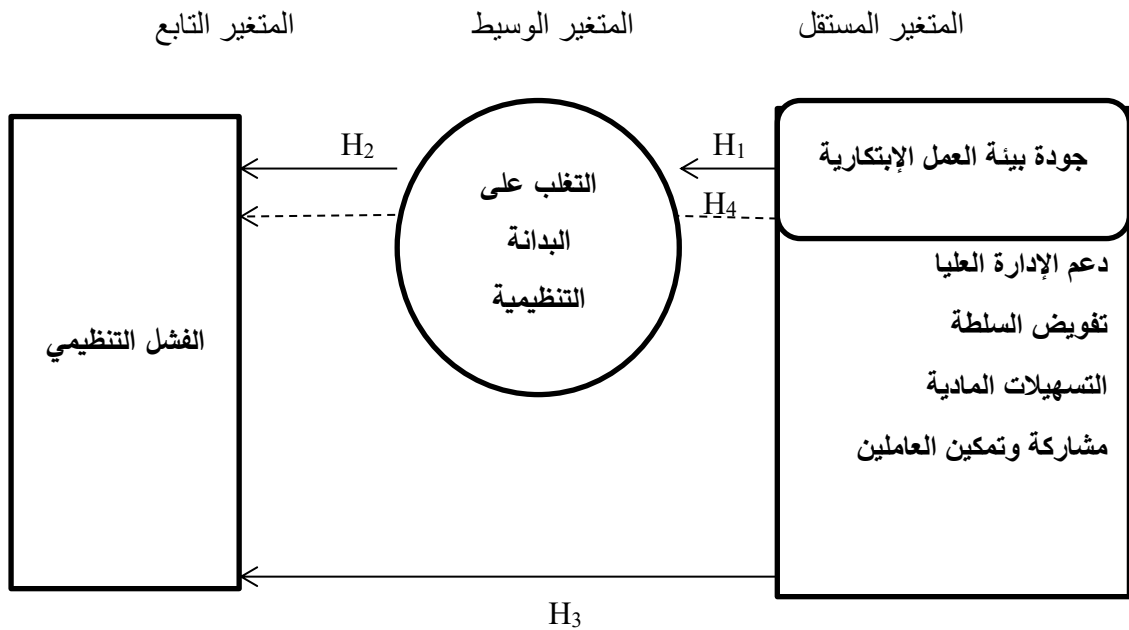 المتغير المستقل
المتغير الوسيط
المتغير التابع
جودة بيئة العمل الإبتكارية
دعم الإدارة العليا
تفويض السلطة
التسهيلات المادية
مشاركة وتمكين العاملين
H1
H4
التغلب على
البدانة
التنظيمية
H2
الفشل التنظيمي
H3